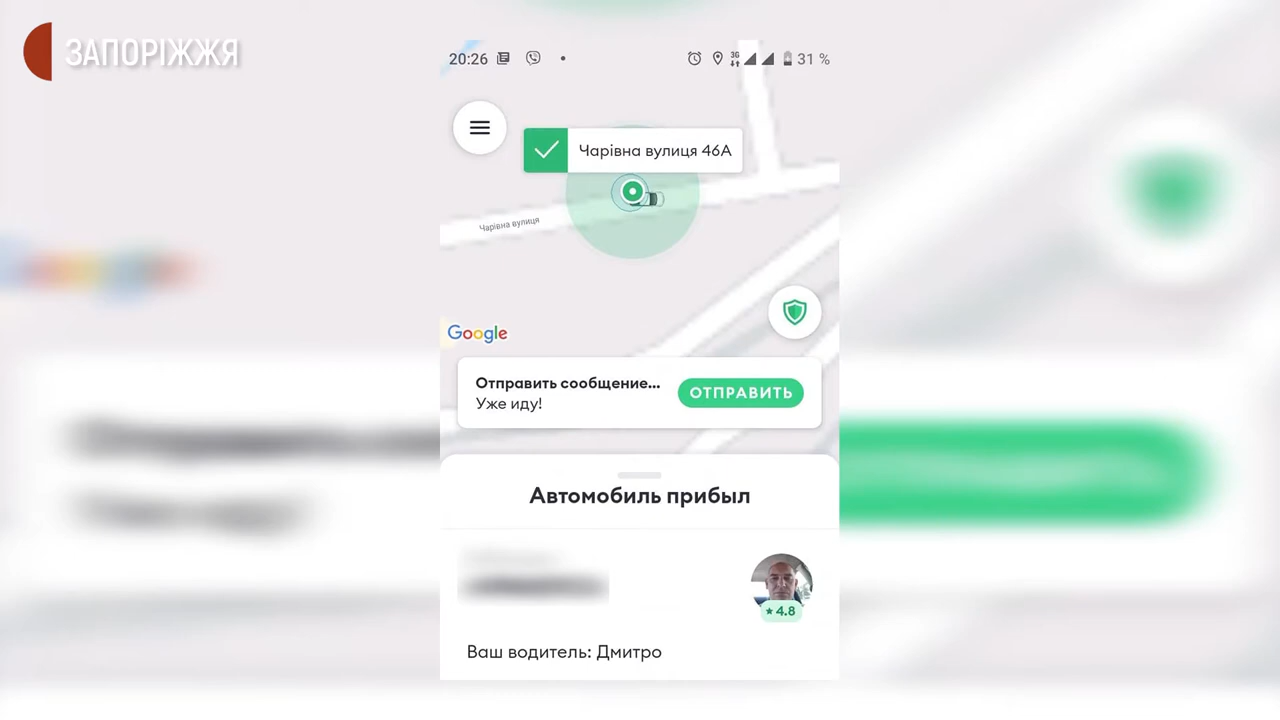 ЗАПОРІЖЖЯ
20:26
3G
31 %
Чарівна вулиця 46А
Чарівна вулиця
Google
Отправить сообщение...
Уже иду!
ОТПРАВИТЬ
Автомобиль прибыл
4.8
Ваш водитель: Дмитро